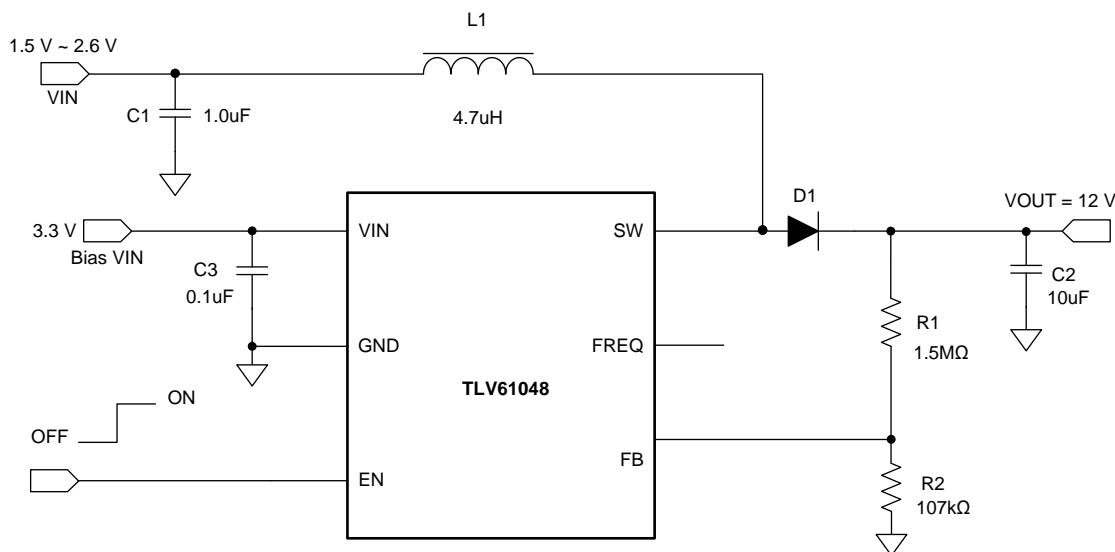 L1
1.5 V ~ 2.6 V
VIN
C1
1.0uF
4.7uH
D1
VOUT = 12 V
3.3 V
Bias VIN
VIN
SW
C3
0.1uF
C2
10uF
R1
1.5MΩ
GND
FREQ
TLV61048
ON
OFF
FB
EN
R2
107kΩ